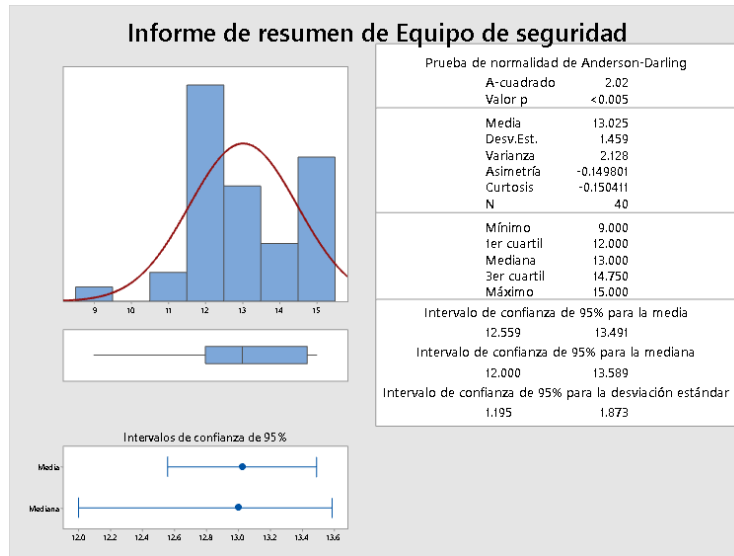 Informe de resumen de Equipo de seguridad
Prueba de normalidad de Anderson-Darling
A-cuadrado 2.02
Valor p <0.005
Media 13.025
Desv.Est. 1.459
Varianza 2.128
Asimetría -0.149801
Curtosis -0.150411
N 40
Mínimo 9.000
1er cuartil 12.000
Mediana 13.000
3er cuartil 14.750
Máximo 15.000
Intervalo de confianza de 95% para la media
12.559 13.491
Intervalo de confianza de 95% para la mediana
12.000 13.589
Intervalo de confianza de 95% para la desviación estándar
1.195 1.873
9 10 11 12 13 14 15
Intervalos de confianza de 95%
Media
Mediana
12.0 12.2 12.4 12.6 12.8 13.0 13.2 13.4 13.6